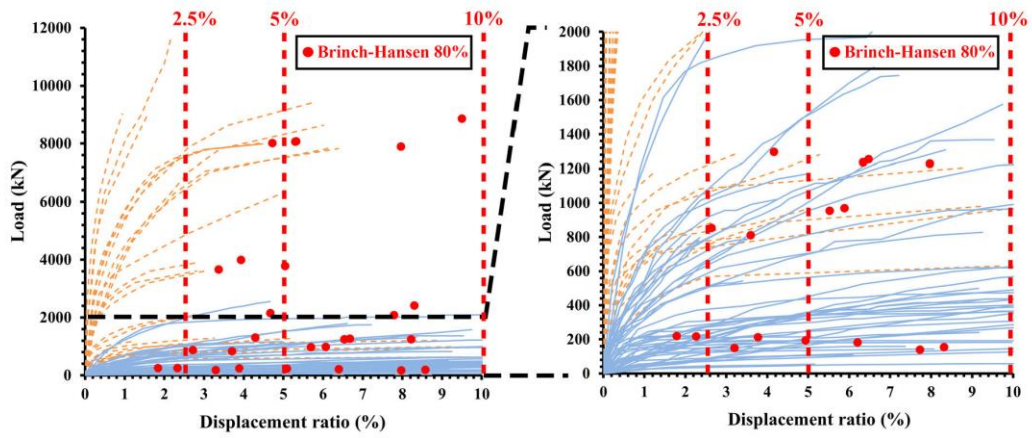 2.5% 5% 10%
12000
10000
8000
6000
4000
2000
0
Load (kN)
Brinch-Hansen 80%
0 1 2 3 4 5 6 7 8 9 10
Displacement ratio (%)
2.5% 5% 10%
2000
1800
1600
1400
1200
1000
800
600
400
200
0
Load (kN)
Brinch-Hansen 80%
0 1 2 3 4 5 6 7 8 9 10
Displacement ratio (%)